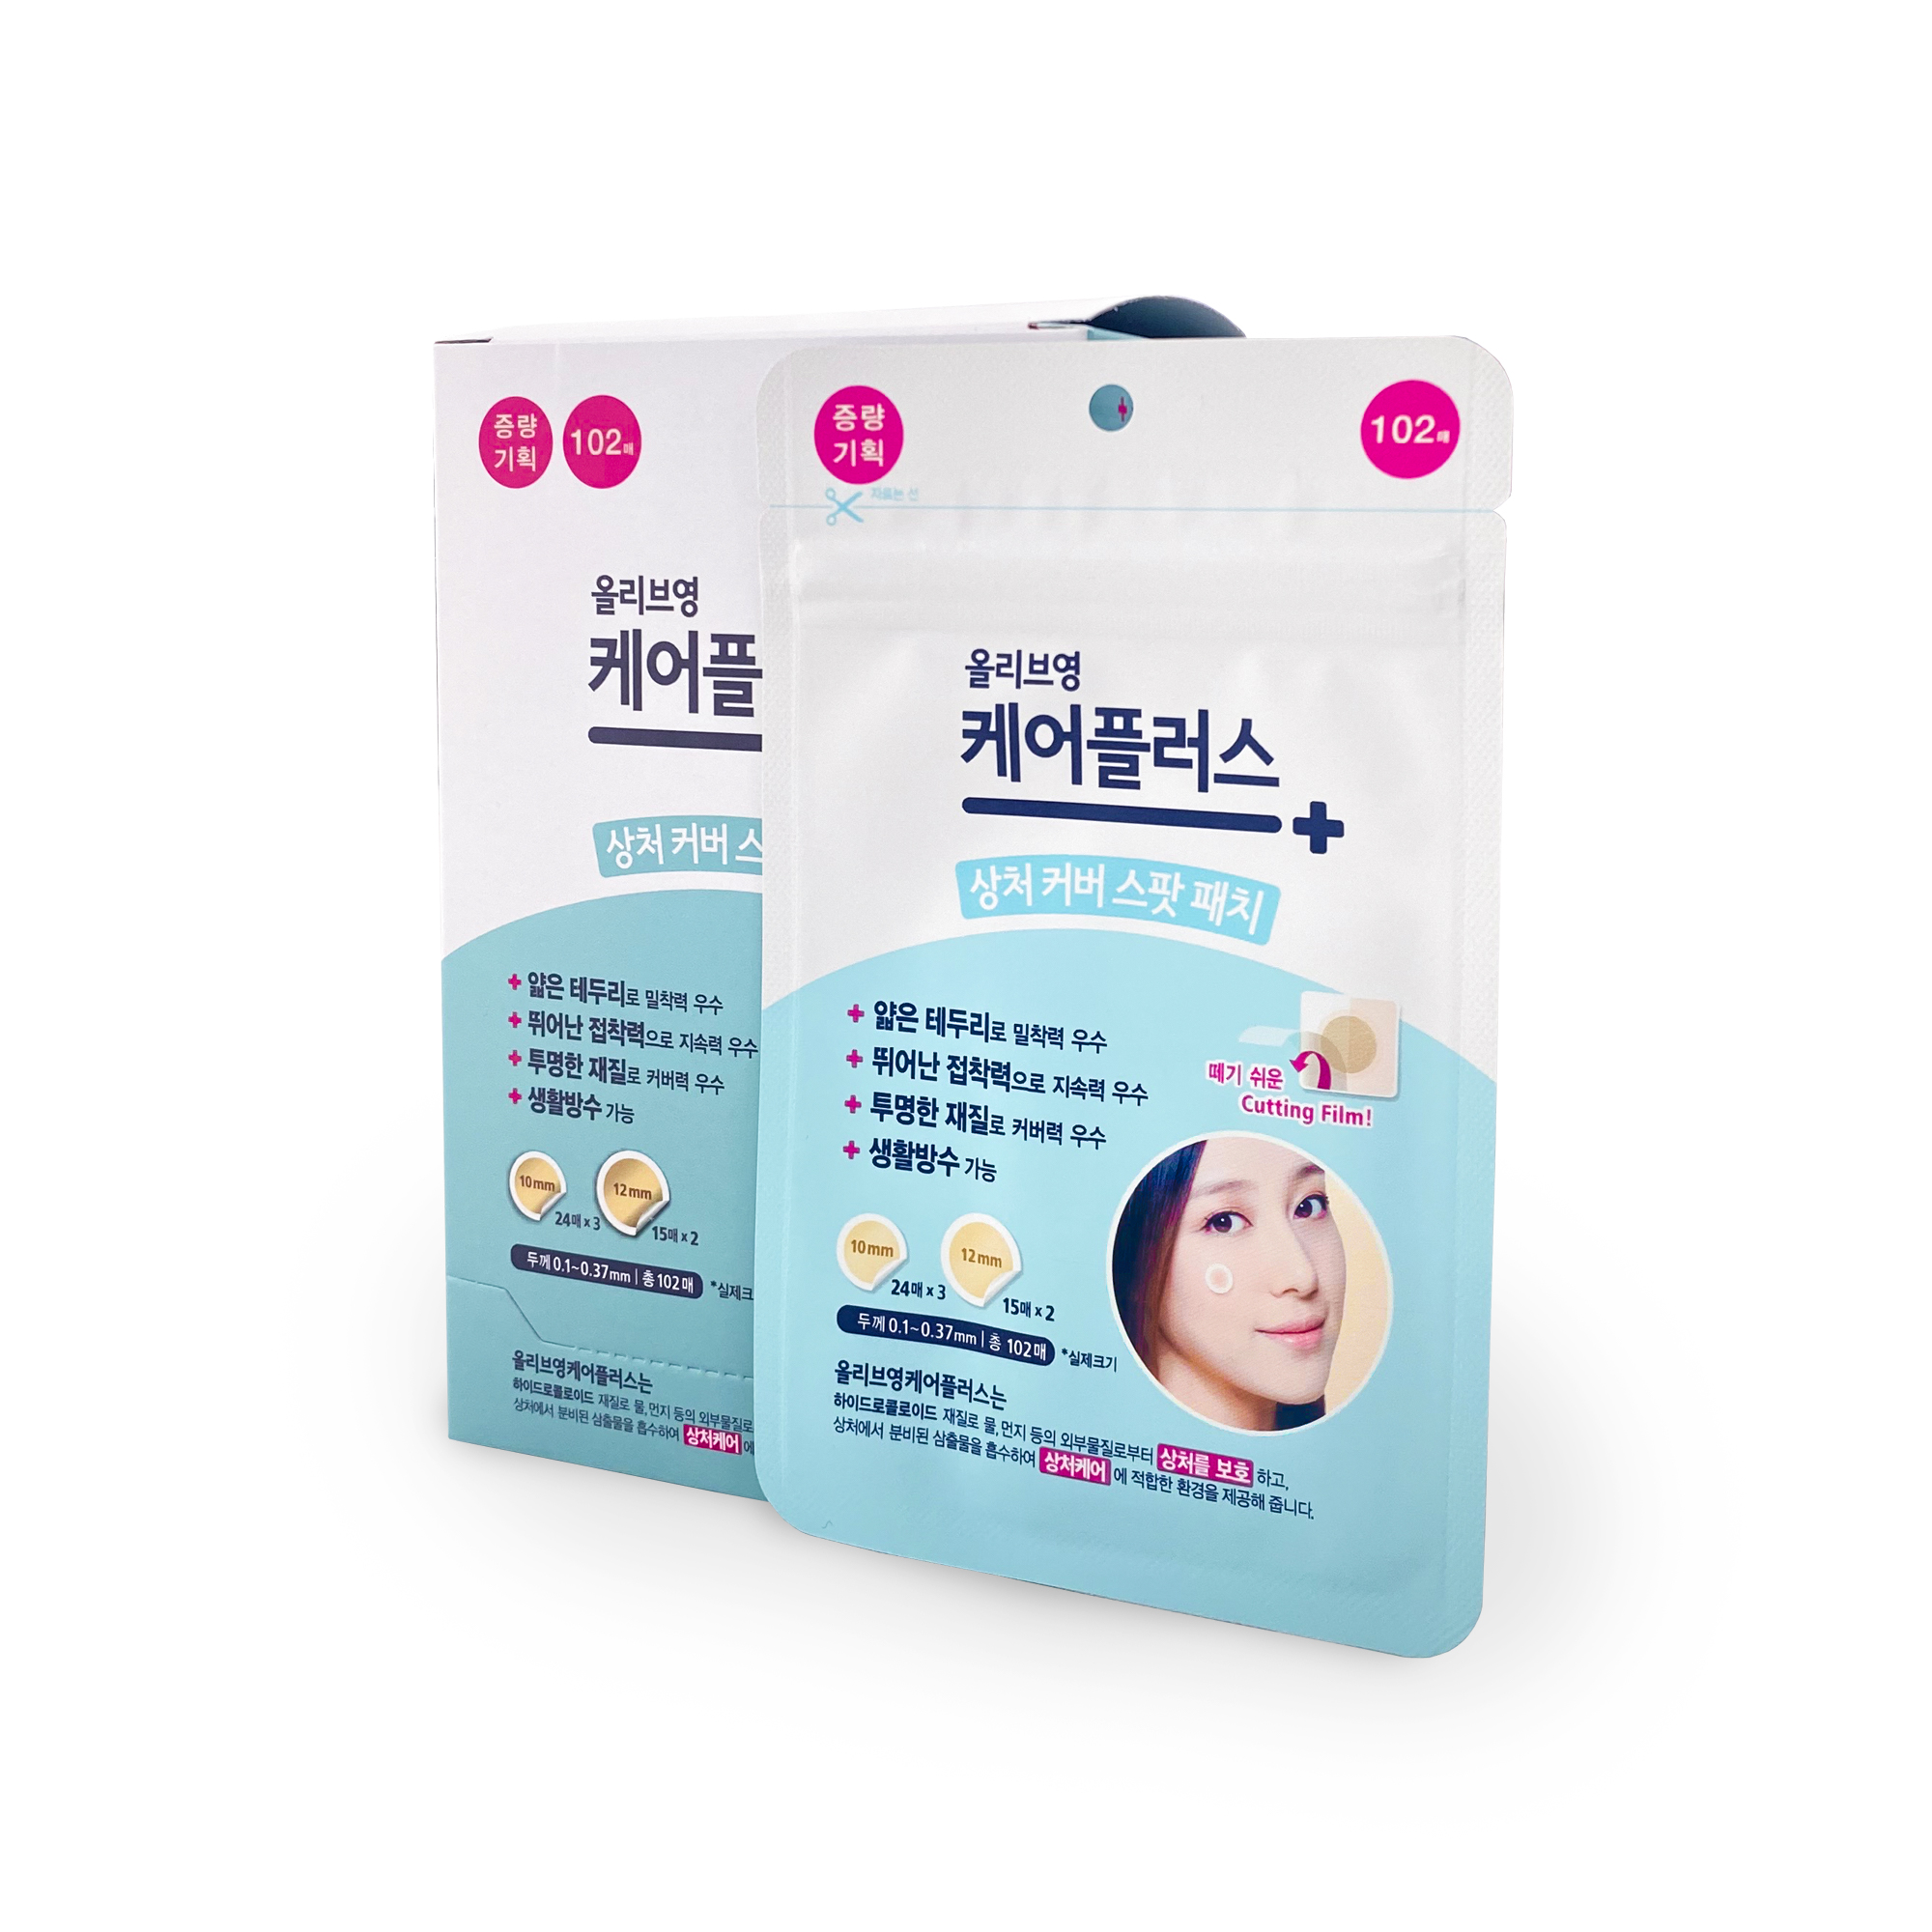 증량
기획
102매
올리브영
케어플
상처 커버 스
+ 얇은 테두리로 밀착력 우수
+ 뛰어난 접착력으로 지속력 우수
+ 투명한 재질로 커버력 우수
+ 생활방수 가능
10mm
24매 x 3
12mm
15매 x 2
두께 0.1~0.37mm | 총 102매
*실제크
올리브영케어플러스는
하이드로콜로이드 재질로 물, 먼지 등의 외부물질로
상처에서 분비된 삼출물을 흡수하여 상처케어 에
증량
기획
102매
자르는 선
올리브영
케어플러스
상처 커버 스팟 패치
+ 얇은 테두리로 밀착력 우수
+ 뛰어난 접착력으로 지속력 우수
+ 투명한 재질로 커버력 우수
+ 생활방수 가능
떼기 쉬운
Cutting Film!
10mm
24매 x 3
12mm
15매 x 2
두께 0.1~0.37mm | 총 102매
*실제크기
올리브영케어플러스는
하이드로콜로이드 재질로 물, 먼지 등의 외부물질로부터 상처를 보호 하고,
상처에서 분비된 삼출물을 흡수하여 상처케어 에 적합한 환경을 제공해 줍니다.